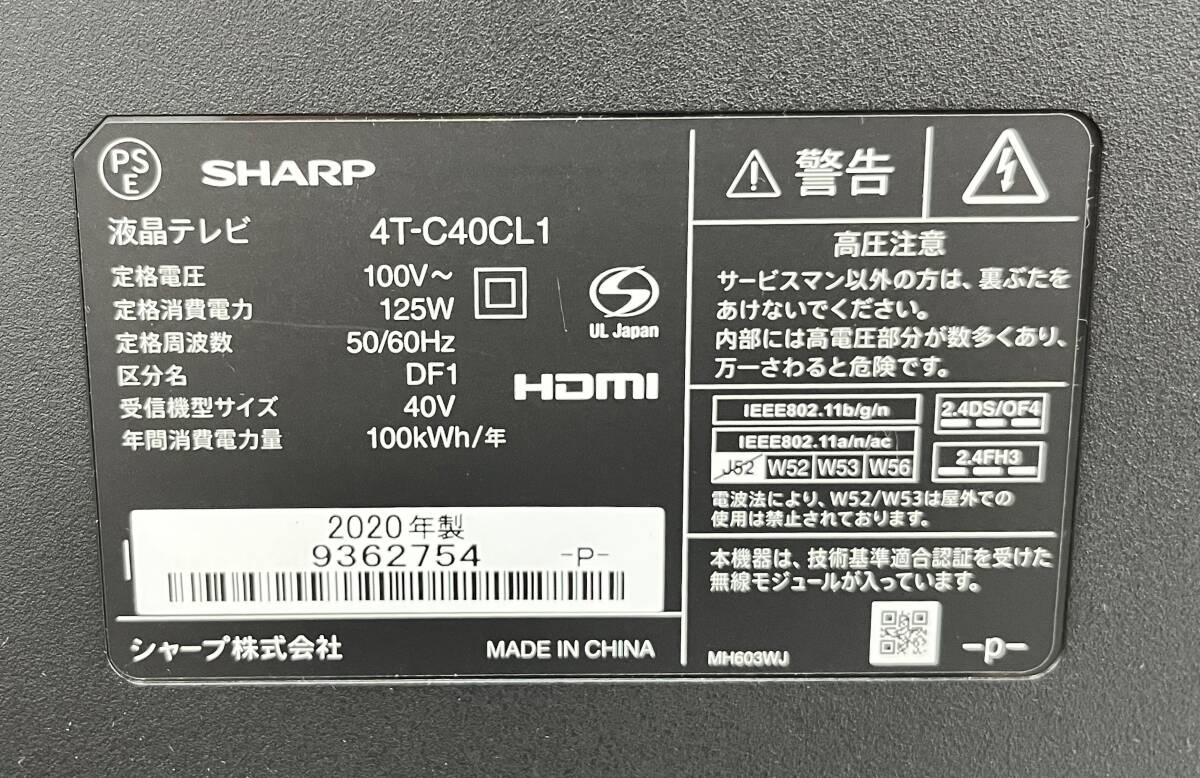 PS
E
SHARP
液晶テレビ 4T-C40CL1
定格電圧 100V～
定格消費電力 125W
定格周波数 50/60Hz
区分名 DF1
受信機型サイズ 40V
年間消費電力量 100kWh/年
UL Japan
HDMI
2020年製
9362754 -P-
シャープ株式会社 MADE IN CHINA
警告
高圧注意
サービスマン以外の方は、裏ぶたを
あけないでください。
内部には高電圧部分が数多くあり、
万一さわると危険です。
IEEE802.11b/g/n
IEEE802.11a/n/ac
J52 W52 W53 W56
2.4DS/OF4
2.4FH3
電波法により、W52/W53は屋外での
使用は禁止されております。
本機器は、技術基準適合認証を受けた
無線モジュールが入っています。
MH603WJ -p-